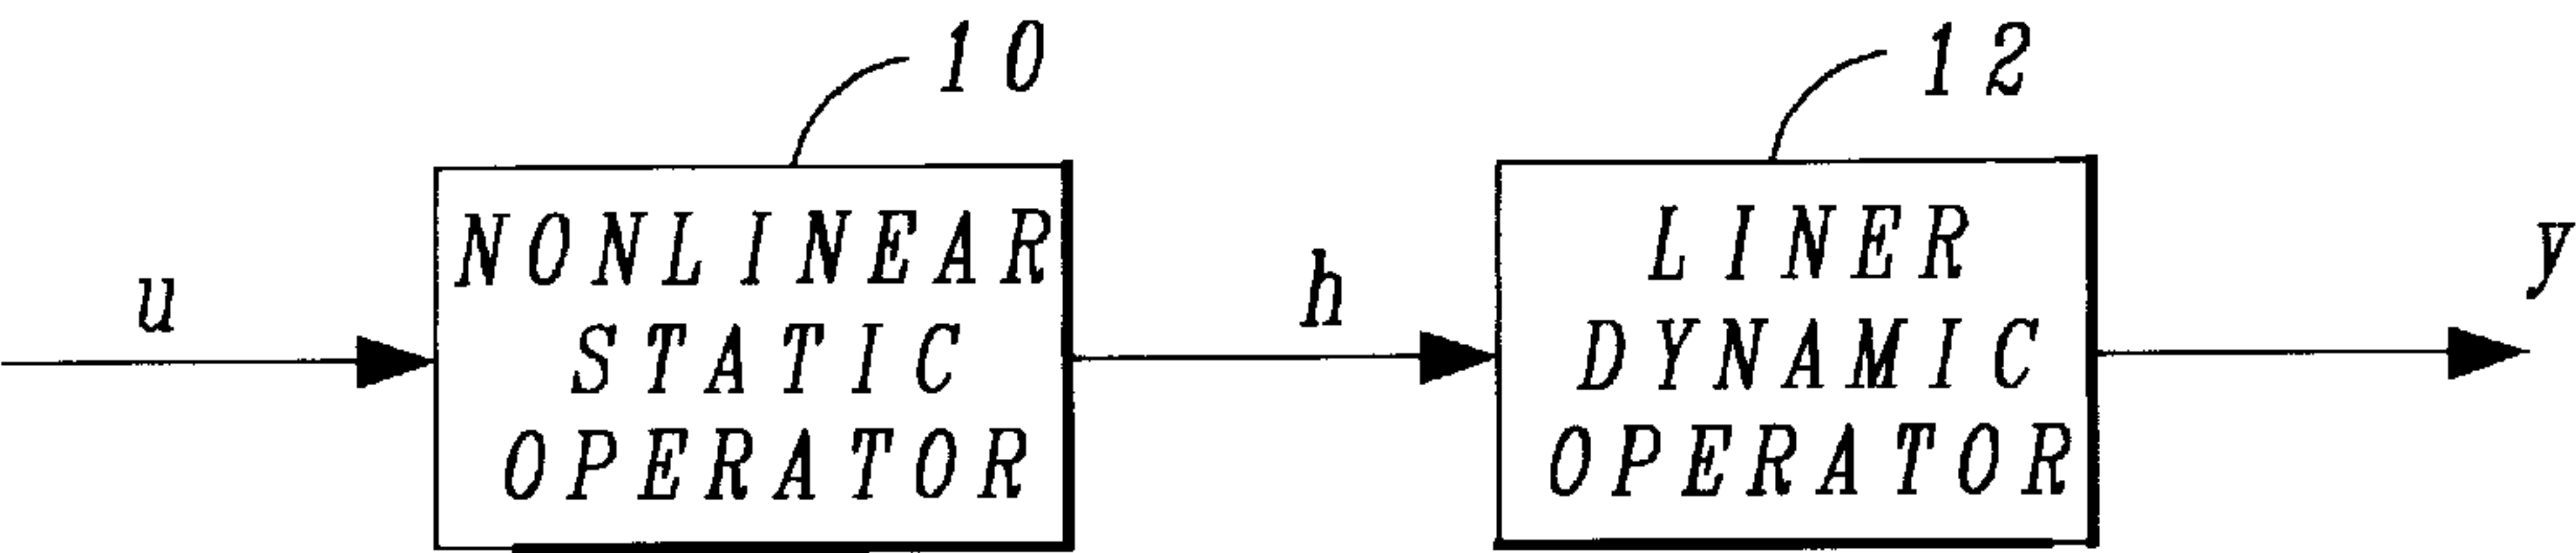 10
12
NONLINEAR
STATIC
OPERATOR
LINER
DYNAMIC
OPERATOR
u
h
y